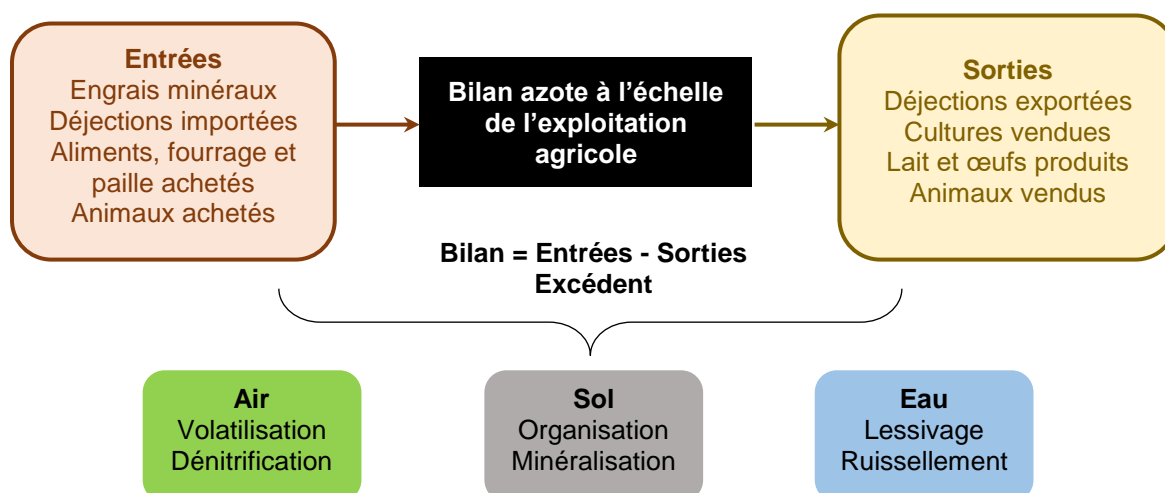 Entrées
Engrais minéraux
Déjections importées
Aliments, fourrage et
paille achetés
Animaux achetés
Bilan azote à l'échelle
de l'exploitation
agricole
Sorties
Déjections exportées
Cultures vendues
Lait et œufs produits
Animaux vendus
Bilan = Entrées - Sorties
Excédent
Air
Volatilisation
Dénitrification
Sol
Organisation
Minéralisation
Eau
Lessivage
Ruissellement